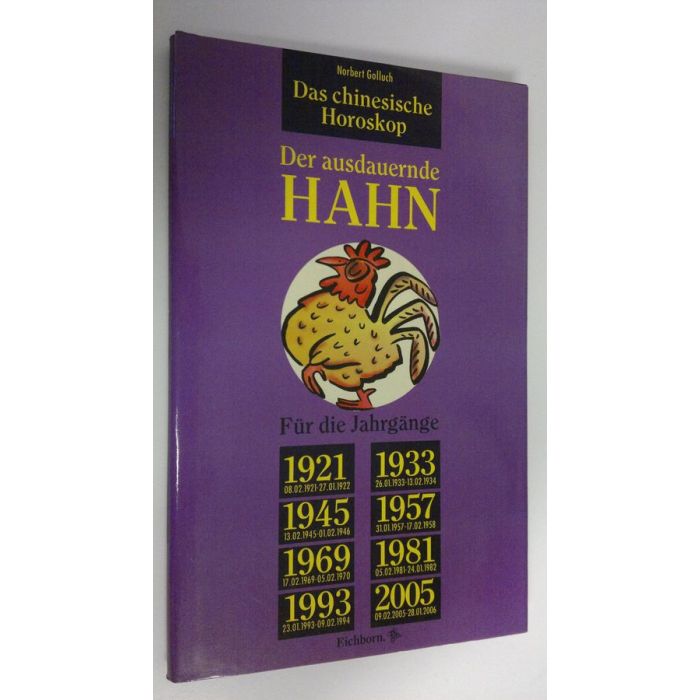 Norbert Golluch
Das chinesische
Horoskop
Der ausdauernde
HAHN
Für die Jahrgänge
1921
08.02.1921-27.01.1922
1933
26.01.1933-13.02.1934
1945
13.02.1945-01.02.1946
1957
31.01.1957-17.02.1958
1969
17.02.1969-05.02.1970
1981
05.02.1981-24.01.1982
1993
23.01.1993-09.02.1994
2005
09.02.2005-28.01.2006
Eichborn.